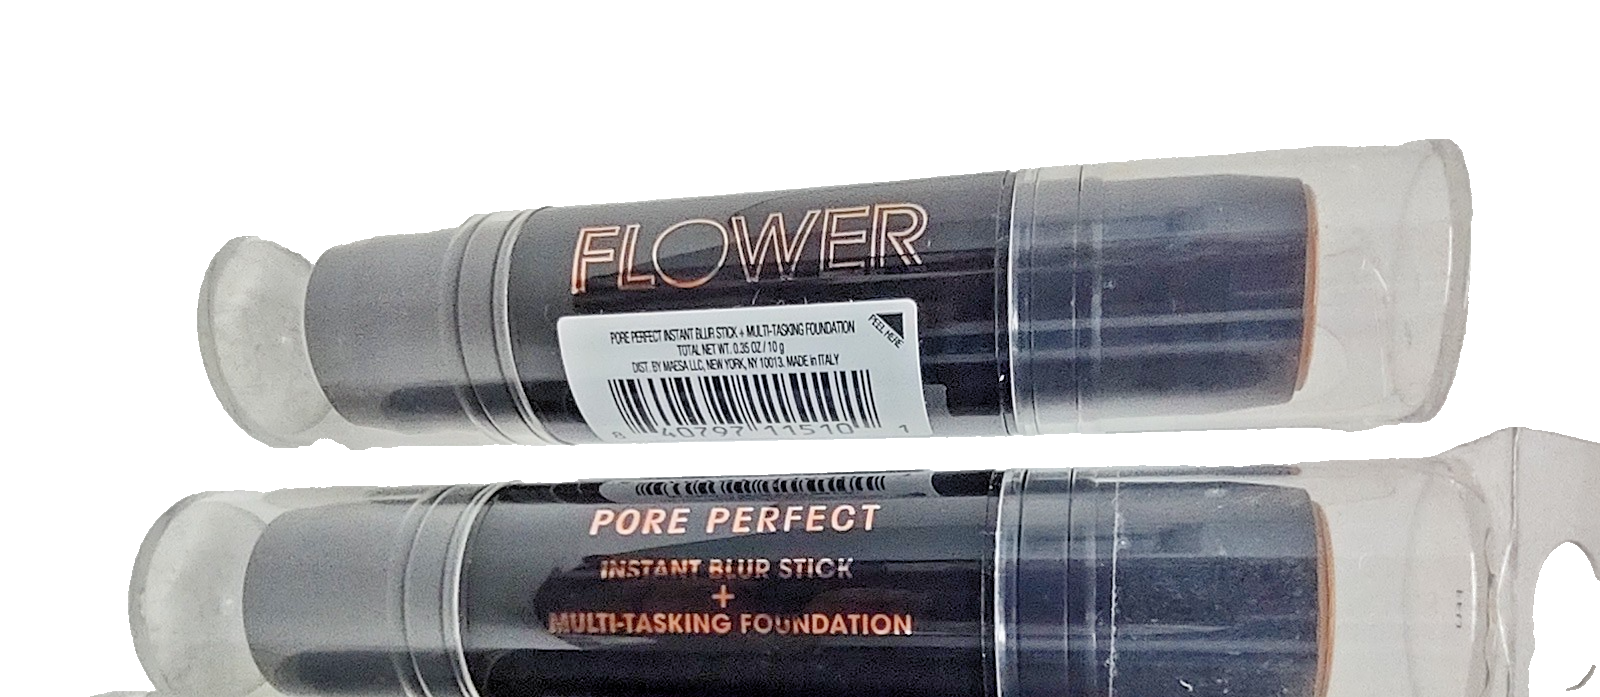 FLOWER
PORE PERFECT INSTANT BLUR STICK + MULTI-TASKING FOUNDATION
TOTAL NET WT. 0.35 OZ / 10 g
DIST. BY MAESA LLC, NEW YORK, NY 10013. MADE in ITALY
PEEL HERE
8 40797 11510 1
PORE PERFECT
INSTANT BLUR STICK
+
MULTI-TASKING FOUNDATION